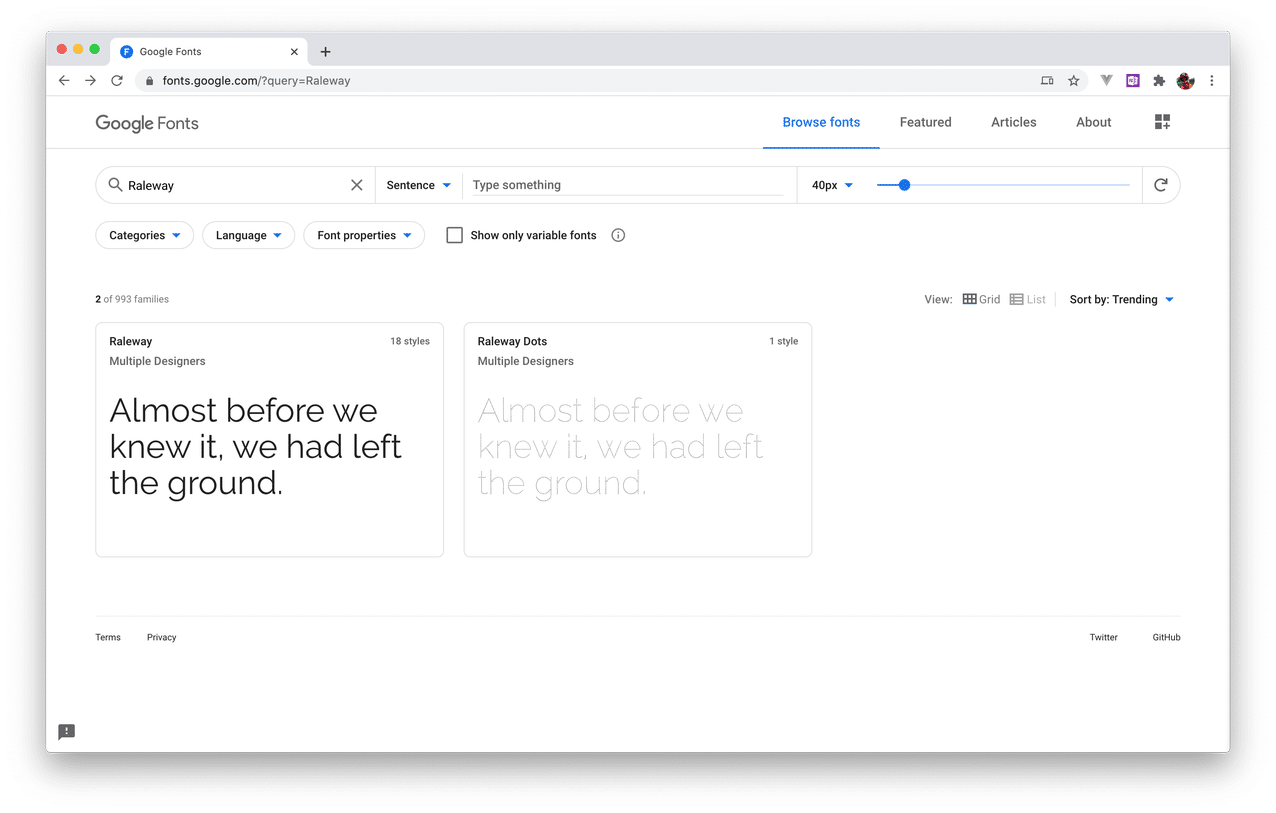 Google Fonts
fonts.google.com/?query=Raleway
Google Fonts
Browse fonts Featured Articles About
Raleway Sentence Type something 40px
Categories Language Font properties Show only variable fonts
2 of 993 families View: Grid List Sort by: Trending
Raleway 18 styles
Multiple Designers
Almost before we
knew it, we had left
the ground.
Raleway Dots 1 style
Multiple Designers
Almost before we
knew it, we had left
the ground.
Terms Privacy Twitter GitHub